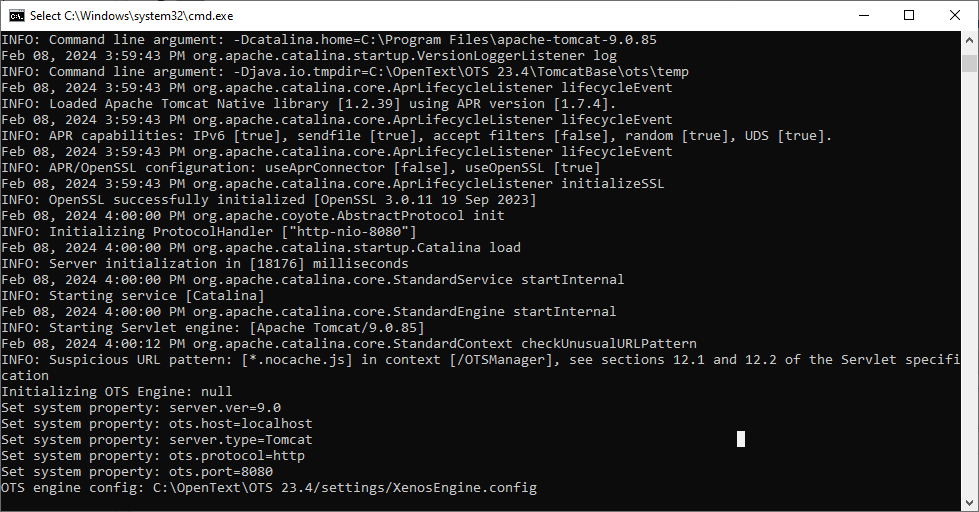 Select C:\Windows\system32\cmd.exe
INFO: Command line argument: -Dcatalina.home=C:\Program Files\apache-tomcat-9.0.85
Feb 08, 2024 3:59:43 PM org.apache.catalina.startup.VersionLoggerListener log
INFO: Command line argument: -Djava.io.tmpdir=C:\OpenText\OTS 23.4\TomcatBase\ots\temp
Feb 08, 2024 3:59:43 PM org.apache.catalina.core.AprLifecycleListener lifecycleEvent
INFO: Loaded Apache Tomcat Native library [1.2.39] using APR version [1.7.4].
Feb 08, 2024 3:59:43 PM org.apache.catalina.core.AprLifecycleListener lifecycleEvent
INFO: APR capabilities: IPv6 [true], sendfile [true], accept filters [false], random [true], UDS [true].
Feb 08, 2024 3:59:43 PM org.apache.catalina.core.AprLifecycleListener lifecycleEvent
INFO: APR/OpenSSL configuration: useAprConnector [false], useOpenSSL [true]
Feb 08, 2024 3:59:43 PM org.apache.catalina.core.AprLifecycleListener initializeSSL
INFO: OpenSSL successfully initialized [OpenSSL 3.0.11 19 Sep 2023]
Feb 08, 2024 4:00:00 PM org.apache.coyote.AbstractProtocol init
INFO: Initializing ProtocolHandler ["http-nio-8080"]
Feb 08, 2024 4:00:00 PM org.apache.catalina.startup.Catalina load
INFO: Server initialization in [18176] milliseconds
Feb 08, 2024 4:00:00 PM org.apache.catalina.core.StandardService startInternal
INFO: Starting service [Catalina]
Feb 08, 2024 4:00:00 PM org.apache.catalina.core.StandardEngine startInternal
INFO: Starting Servlet engine: [Apache Tomcat/9.0.85]
Feb 08, 2024 4:00:12 PM org.apache.catalina.core.StandardContext checkUnusualURLPattern
INFO: Suspicious URL pattern: [*.nocache.js] in context [/OTSManager], see sections 12.1 and 12.2 of the Servlet specifi
cation
Initializing OTS Engine: null
Set system property: server.ver=9.0
Set system property: ots.host=localhost
Set system property: server.type=Tomcat
Set system property: ots.protocol=http
Set system property: ots.port=8080
OTS engine config: C:\OpenText\OTS 23.4/settings/XenosEngine.config